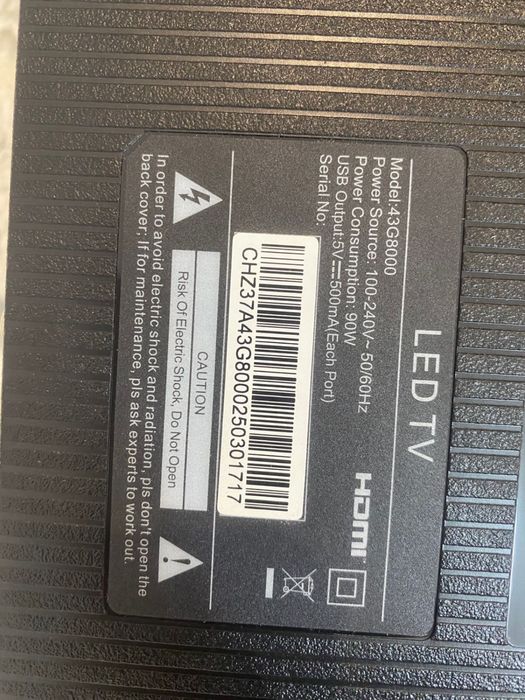 LED TV
Model:43G8000
Power Source: 100-240V~ 50/60Hz
Power Consumption: 90W
USB Output:5V⎓500mA(Each Port)
Serial No:
HDMI
CHZ37A43G8000250301717
CAUTION
Risk Of Electric Shock, Do Not Open
In order to avoid electric shock and radiation, pls don't open the
back cover; If for maintenance, pls ask experts to work out.